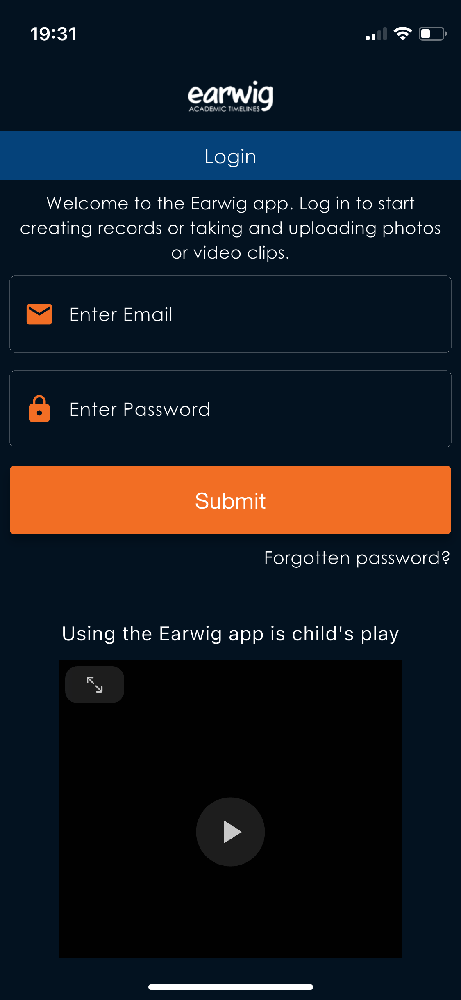 19:31
earwig
ACADEMIC TIMELINES
Login
Welcome to the Earwig app. Log in to start
creating records or taking and uploading photos
or video clips.
Enter Email
Enter Password
Submit
Forgotten password?
Using the Earwig app is child's play